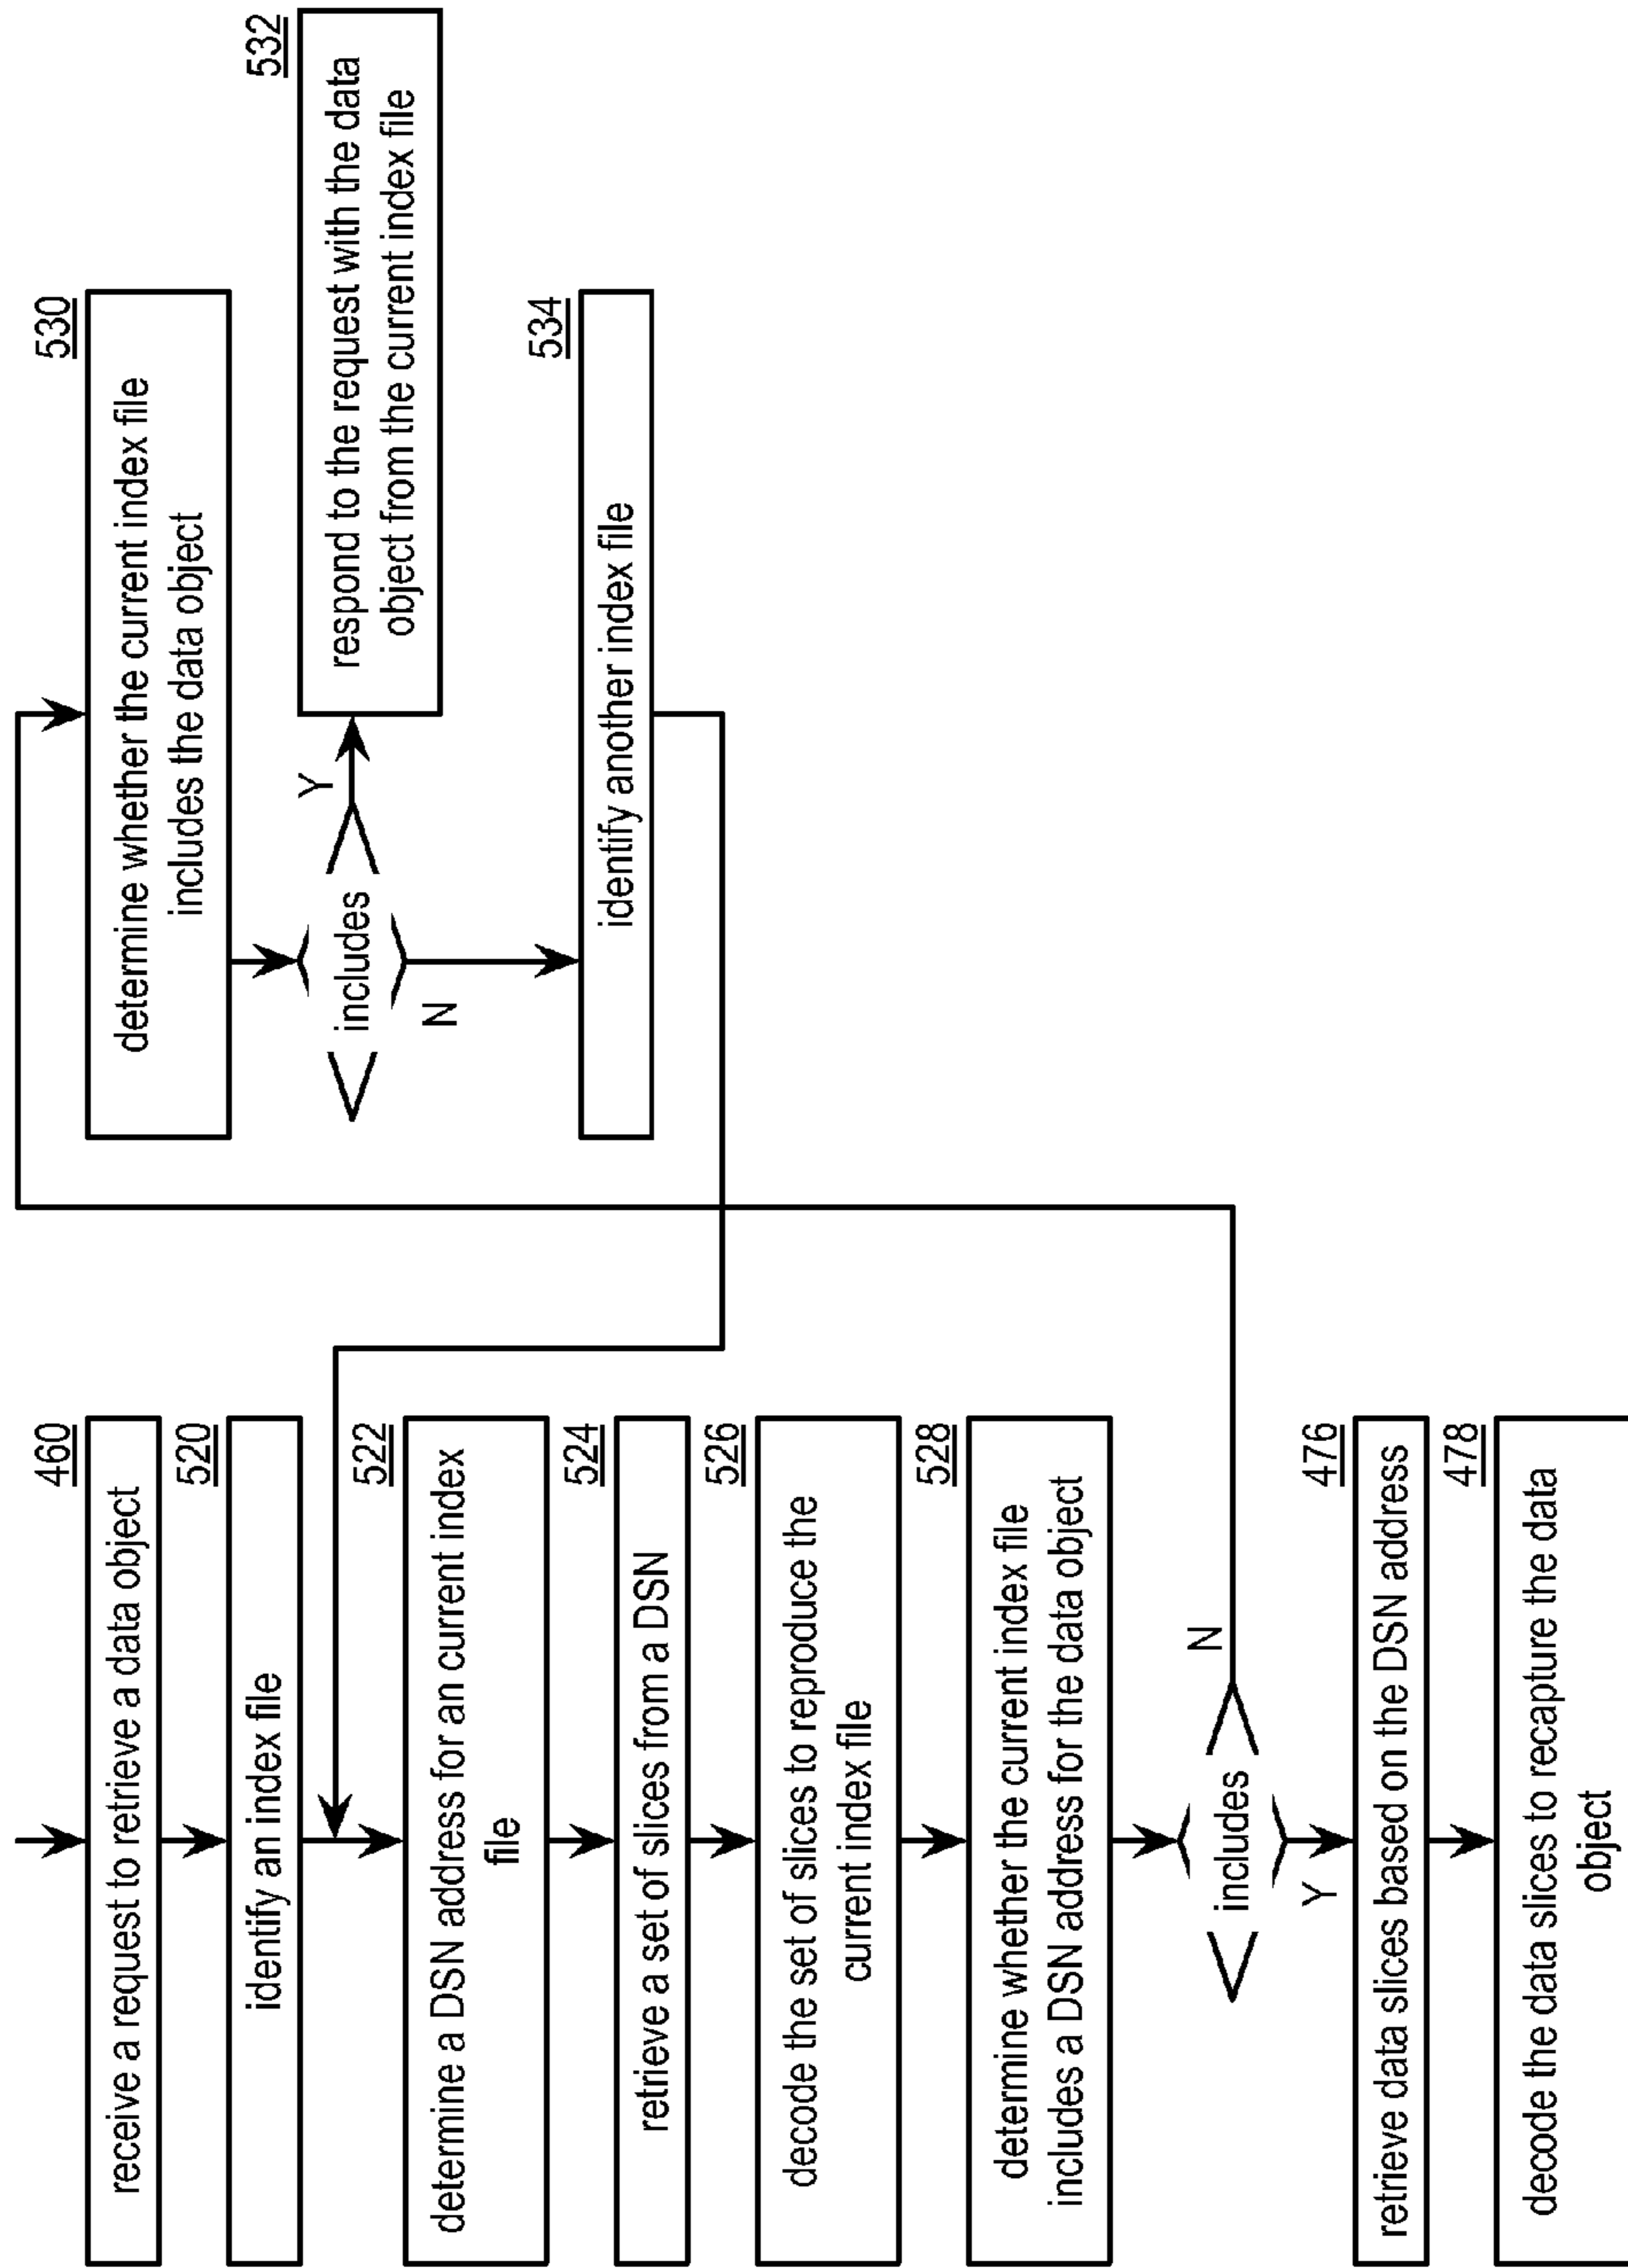 460
receive a request to retrieve a data object
520
identify an index file
522
determine a DSN address for an current index
file
524
retrieve a set of slices from a DSN
526
decode the set of slices to reproduce the
current index file
528
determine whether the current index file
includes a DSN address for the data object
includes
N
Y
476
retrieve data slices based on the DSN address
478
decode the data slices to recapture the data
object
530
determine whether the current index file
includes the data object
includes
Y
N
532
respond to the request with the data
object from the current index file
534
identify another index file